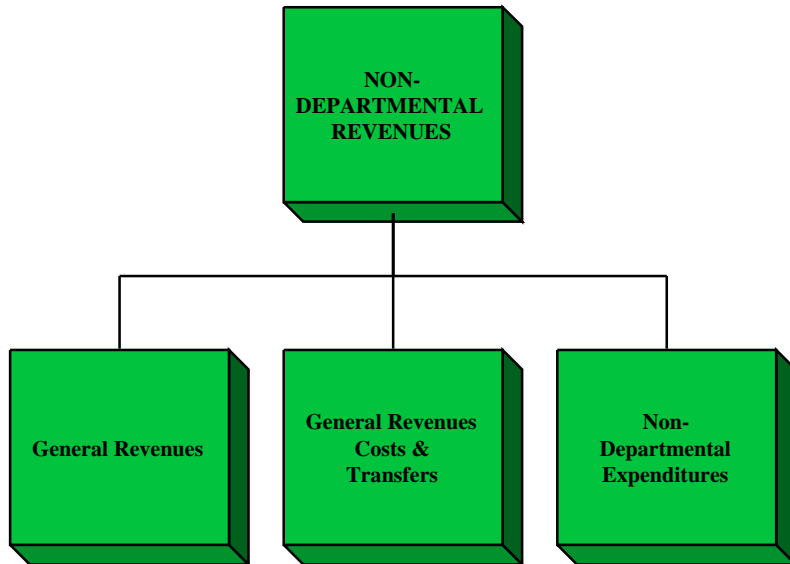 NON-
DEPARTMENTAL
REVENUES
General Revenues
General Revenues
Costs &
Transfers
Non-
Departmental
Expenditures